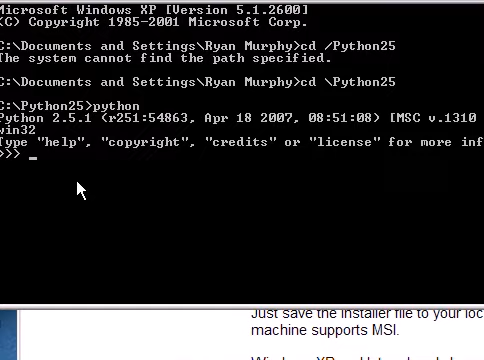 Microsoft Windows XP [Version 5.1.2600]
(C) Copyright 1985-2001 Microsoft Corp.
C:\Documents and Settings\Ryan Murphy>cd /Python25
The system cannot find the path specified.
C:\Documents and Settings\Ryan Murphy>cd \Python25
C:\Python25>python
Python 2.5.1 (r251:54863, Apr 18 2007, 08:51:08) [MSC v.1310
win32
Type "help", "copyright", "credits" or "license" for more inf
>>> _
Just save the installer file to your loc
machine supports MSI.